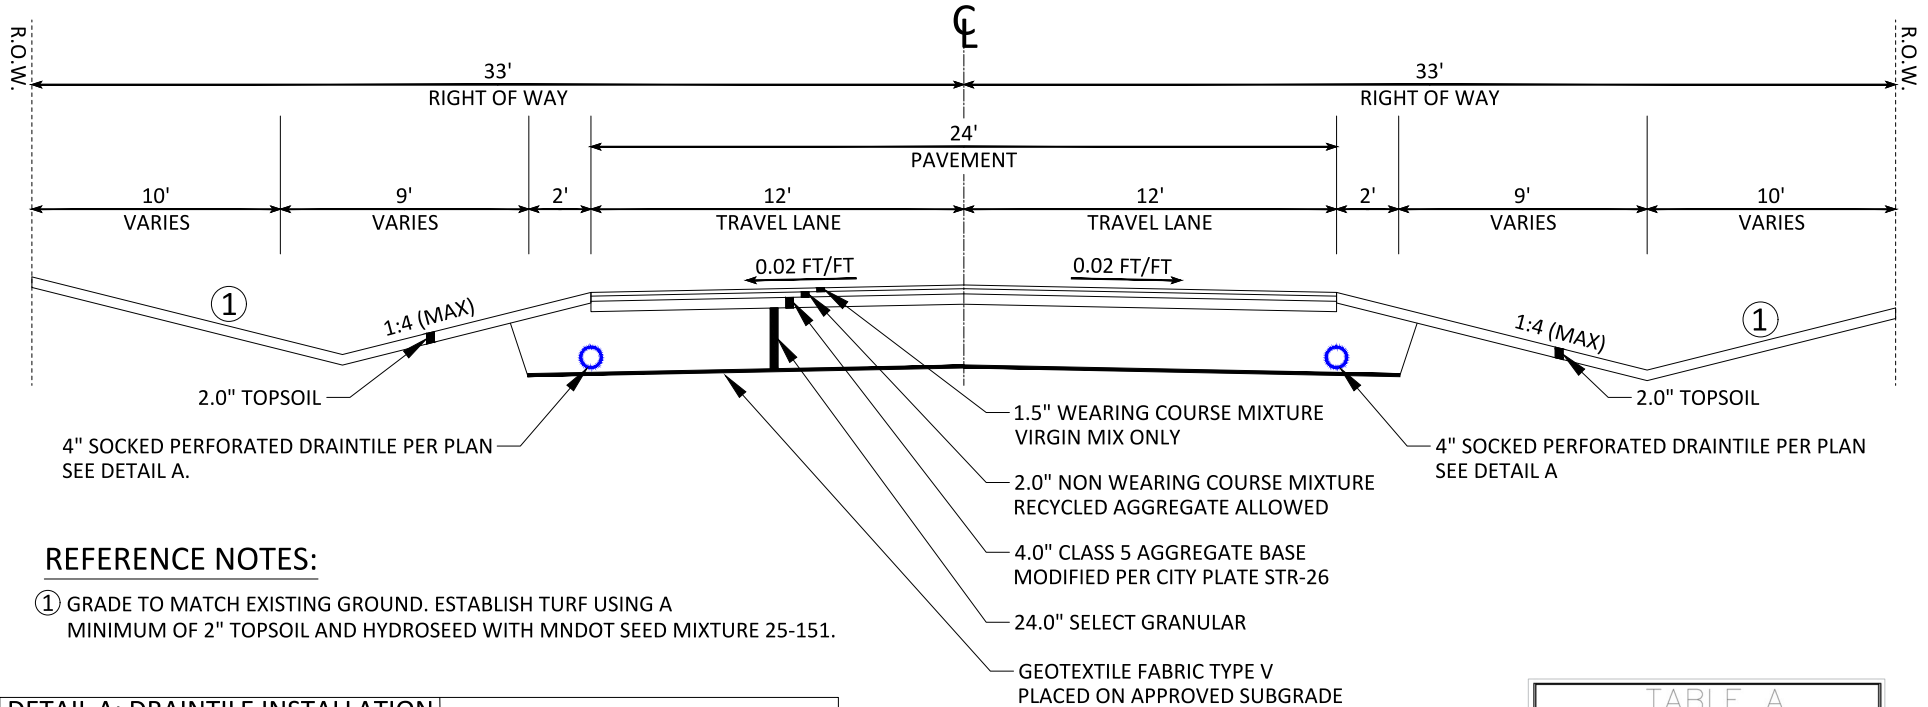 ℄
R.O.W.
R.O.W.
33'
RIGHT OF WAY
33'
RIGHT OF WAY
24'
PAVEMENT
10'
VARIES
9'
VARIES
2'
12'
TRAVEL LANE
12'
TRAVEL LANE
2'
9'
VARIES
10'
VARIES
0.02 FT/FT
0.02 FT/FT
1
1:4 (MAX)
1:4 (MAX)
1
2.0" TOPSOIL
2.0" TOPSOIL
4" SOCKED PERFORATED DRAINTILE PER PLAN
SEE DETAIL A.
1.5" WEARING COURSE MIXTURE
VIRGIN MIX ONLY
4" SOCKED PERFORATED DRAINTILE PER PLAN
SEE DETAIL A
2.0" NON WEARING COURSE MIXTURE
RECYCLED AGGREGATE ALLOWED
4.0" CLASS 5 AGGREGATE BASE
MODIFIED PER CITY PLATE STR-26
24.0" SELECT GRANULAR
GEOTEXTILE FABRIC TYPE V
PLACED ON APPROVED SUBGRADE
REFERENCE NOTES:
1 GRADE TO MATCH EXISTING GROUND. ESTABLISH TURF USING A
MINIMUM OF 2" TOPSOIL AND HYDROSEED WITH MNDOT SEED MIXTURE 25-151.
DETAIL A: DRAINTILE INSTALLATION
TABLE A